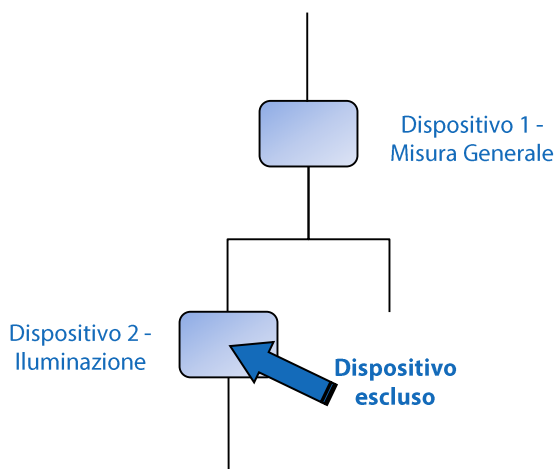 Dispositivo 1 -
Misura Generale
Dispositivo 2 -
Iluminazione
Dispositivo
escluso